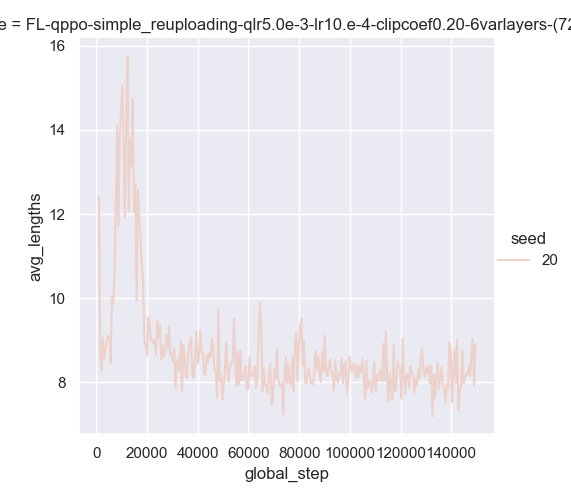 e = FL-qppo-simple_reuploading-qlr5.0e-3-lr10.e-4-clipcoef0.20-6varlayers-(72
16
14
12
10
8
avg_lengths
seed
20
0 20000 40000 60000 80000 100000 120000 140000
global_step